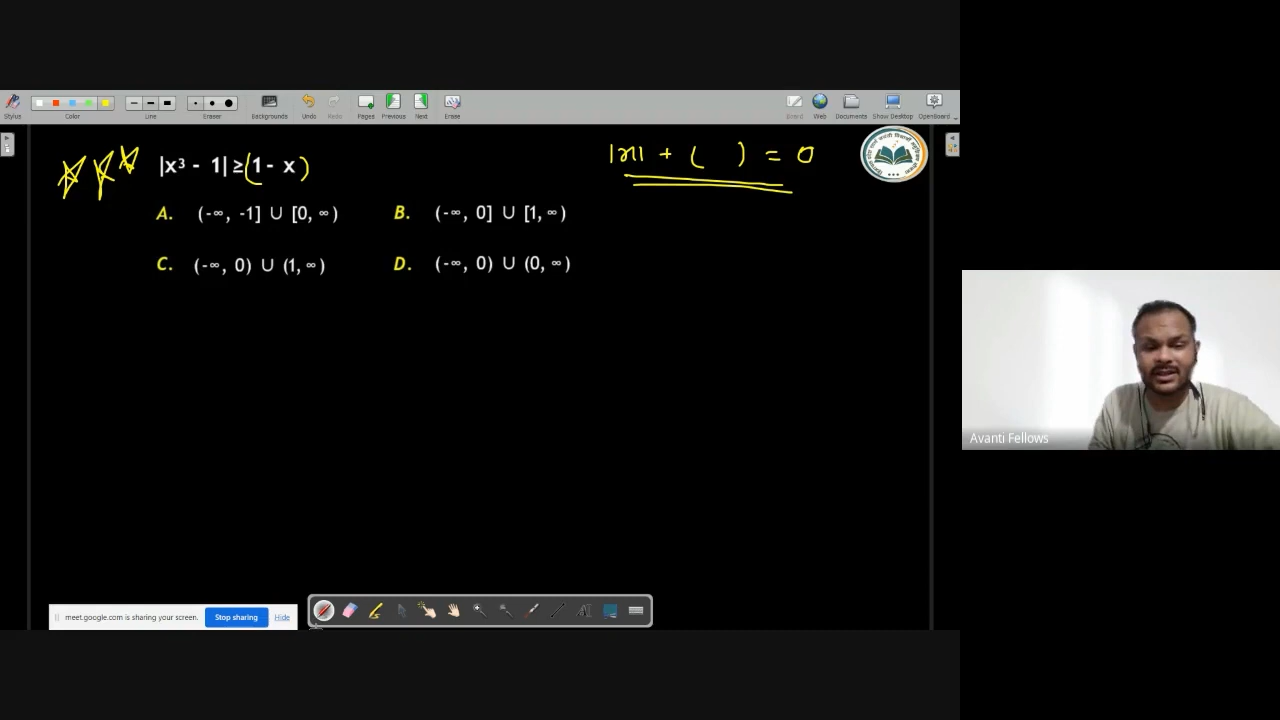 Stylus
Color
Line
Eraser
Backgrounds
Undo
Redo
Pages
Previous
Next
Erase
Board
Web
Documents
Show Desktop
OpenBoard
|x³ - 1| ≥ (1 - x)
A. (-∞, -1] ∪ [0, ∞)
B. (-∞, 0] ∪ [1, ∞)
C. (-∞, 0) ∪ (1, ∞)
D. (-∞, 0) ∪ (0, ∞)
+ ( ) = 0
Avanti Fellows
meet.google.com is sharing your screen.
Stop sharing
Hide